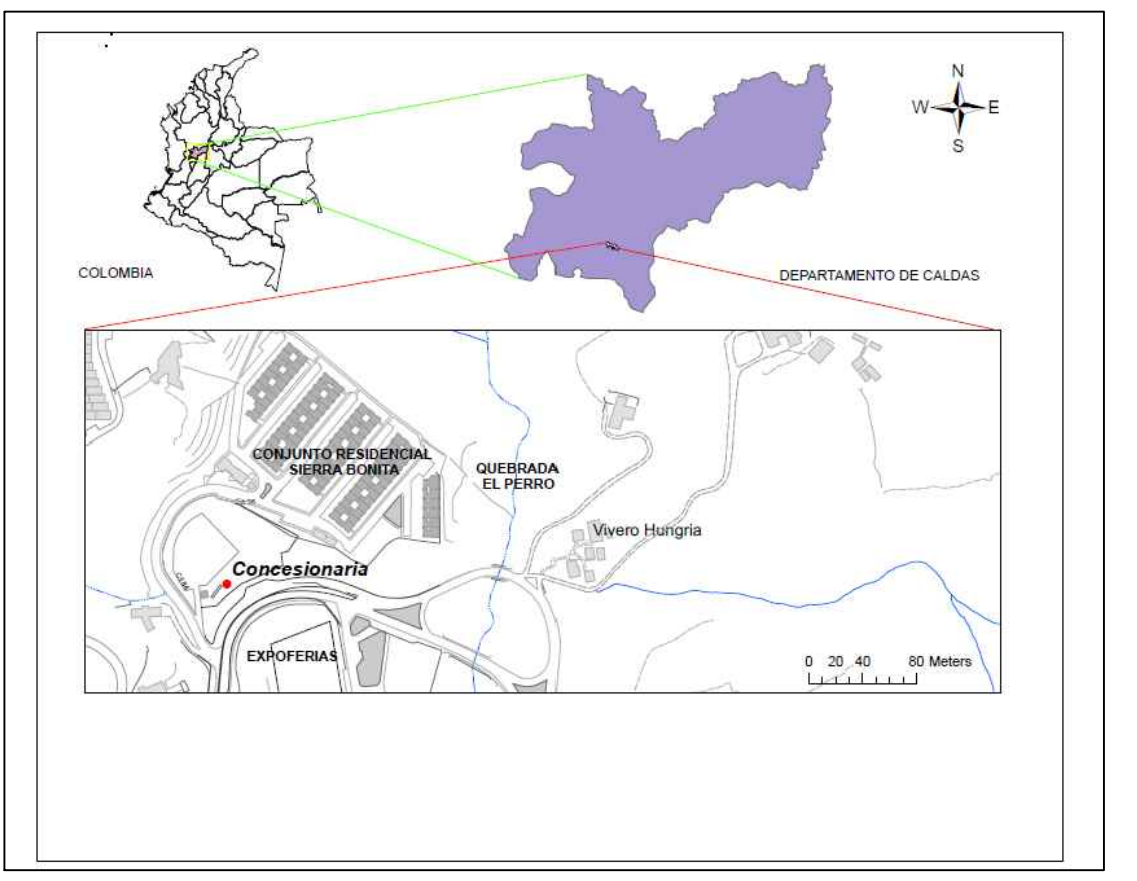 N
W E
S
COLOMBIA
DEPARTAMENTO DE CALDAS
CONJUNTO RESIDENCIAL
SIERRA BONITA
QUEBRADA
EL PERRO
Vivero Hungria
Concesionaria
EXPOFERIAS
0 20 40 80 Meters